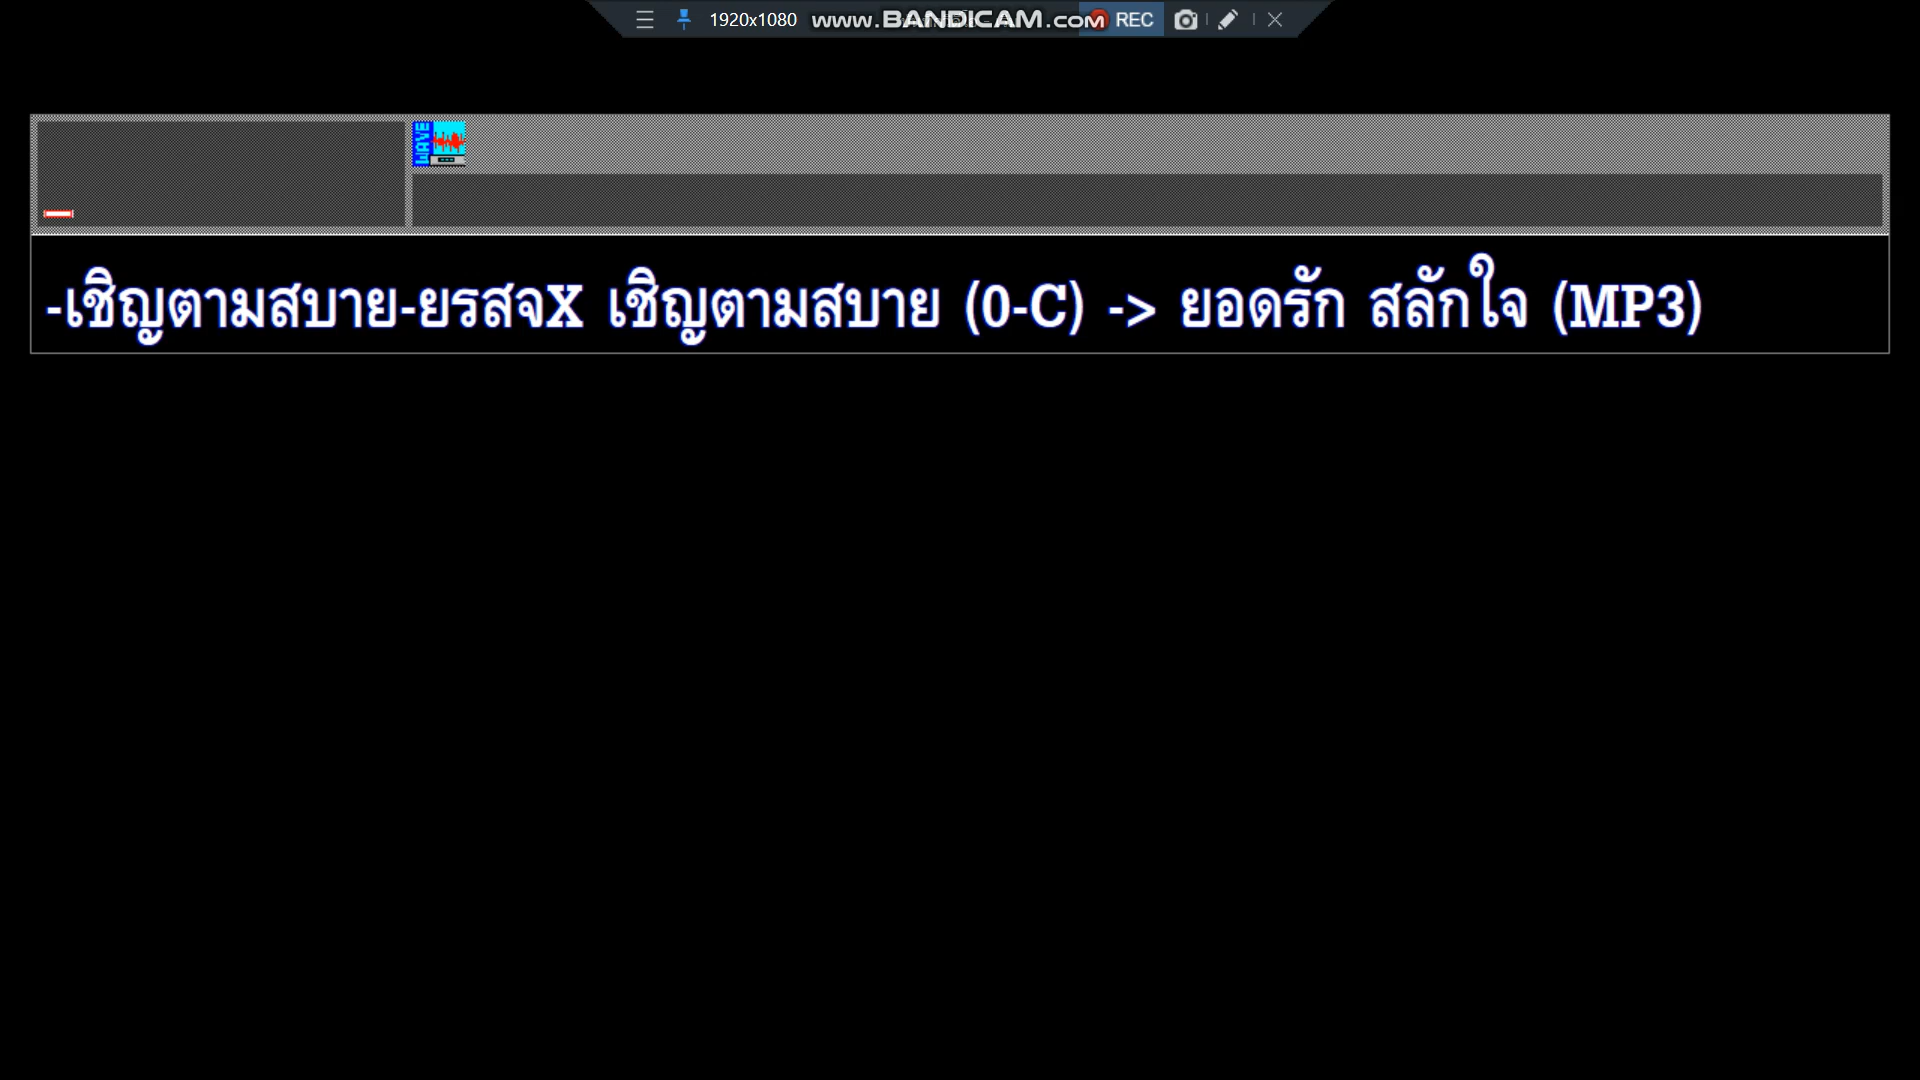 1920x1080 www.BANDICAM.com REC
WAVE
-เชิญตามสบาย-ยรสจX เชิญตามสบาย (0-C) -> ยอดรัก สลักใจ (MP3)